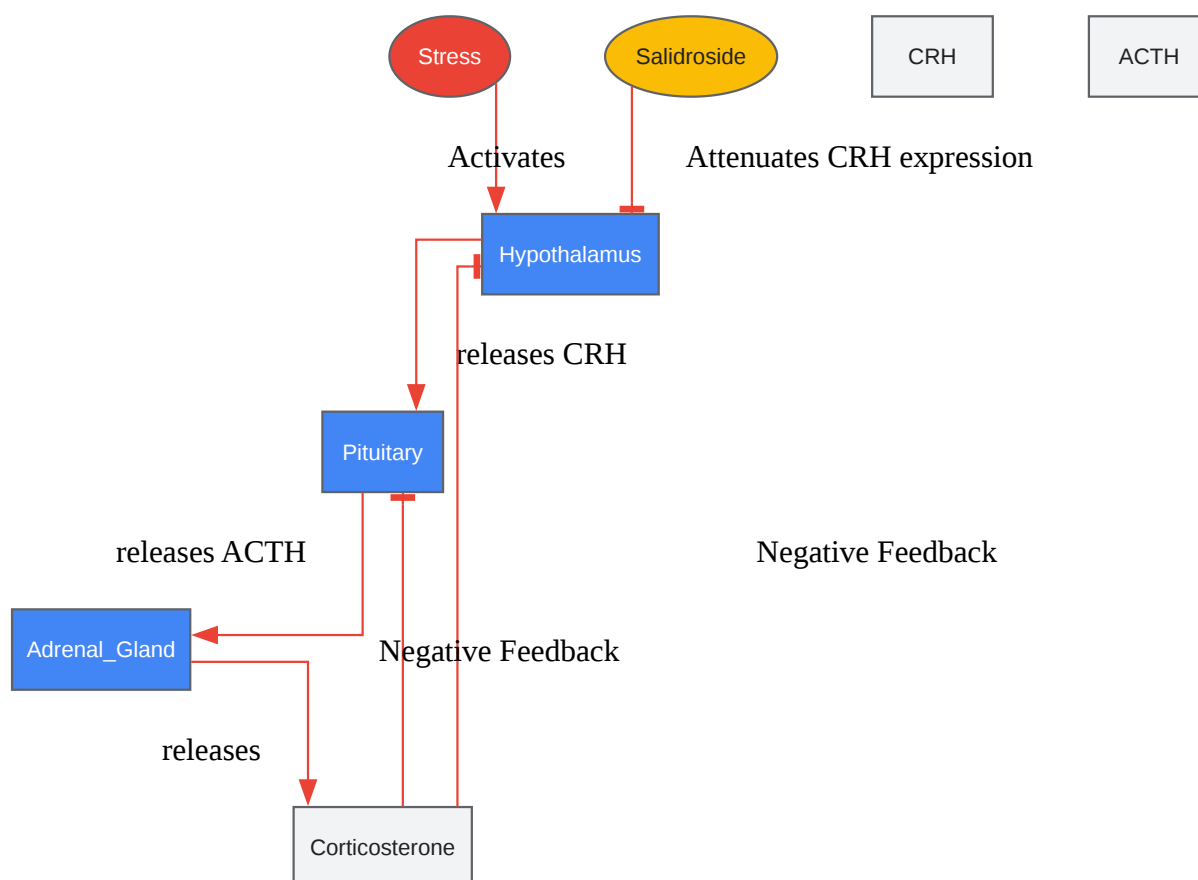 Stress
Salidroside
CRH
ACTH
Activates
Attenuates CRH expression
Hypothalamus
releases CRH
Pituitary
releases ACTH
Negative Feedback
Adrenal_Gland
Negative Feedback
releases
Corticosterone